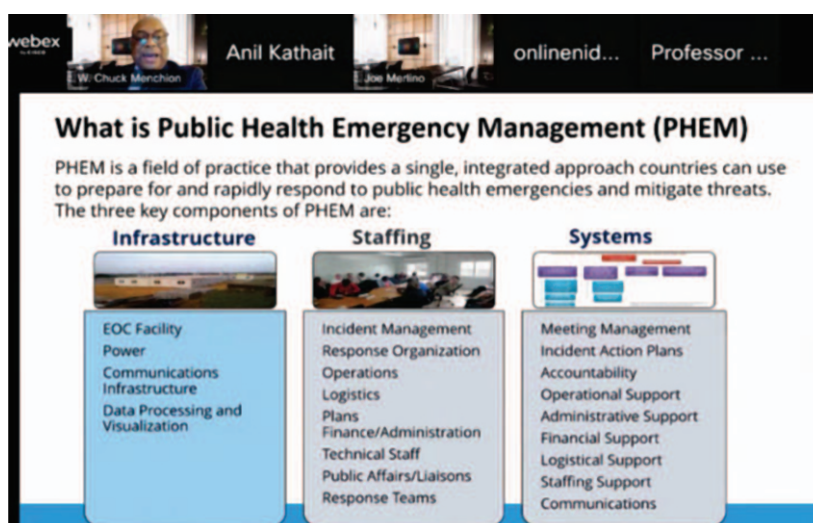 webex
W. Chuck Menchion
Anil Kathait
Joe Merlino
onlinenid...
Professor ...
What is Public Health Emergency Management (PHEM)
PHEM is a field of practice that provides a single, integrated approach countries can use
to prepare for and rapidly respond to public health emergencies and mitigate threats.
The three key components of PHEM are:
Infrastructure
EOC Facility
Power
Communications
Infrastructure
Data Processing and
Visualization
Staffing
Incident Management
Response Organization
Operations
Logistics
Plans
Finance/Administration
Technical Staff
Public Affairs/Liaisons
Response Teams
Systems
Meeting Management
Incident Action Plans
Accountability
Operational Support
Administrative Support
Financial Support
Logistical Support
Staffing Support
Communications